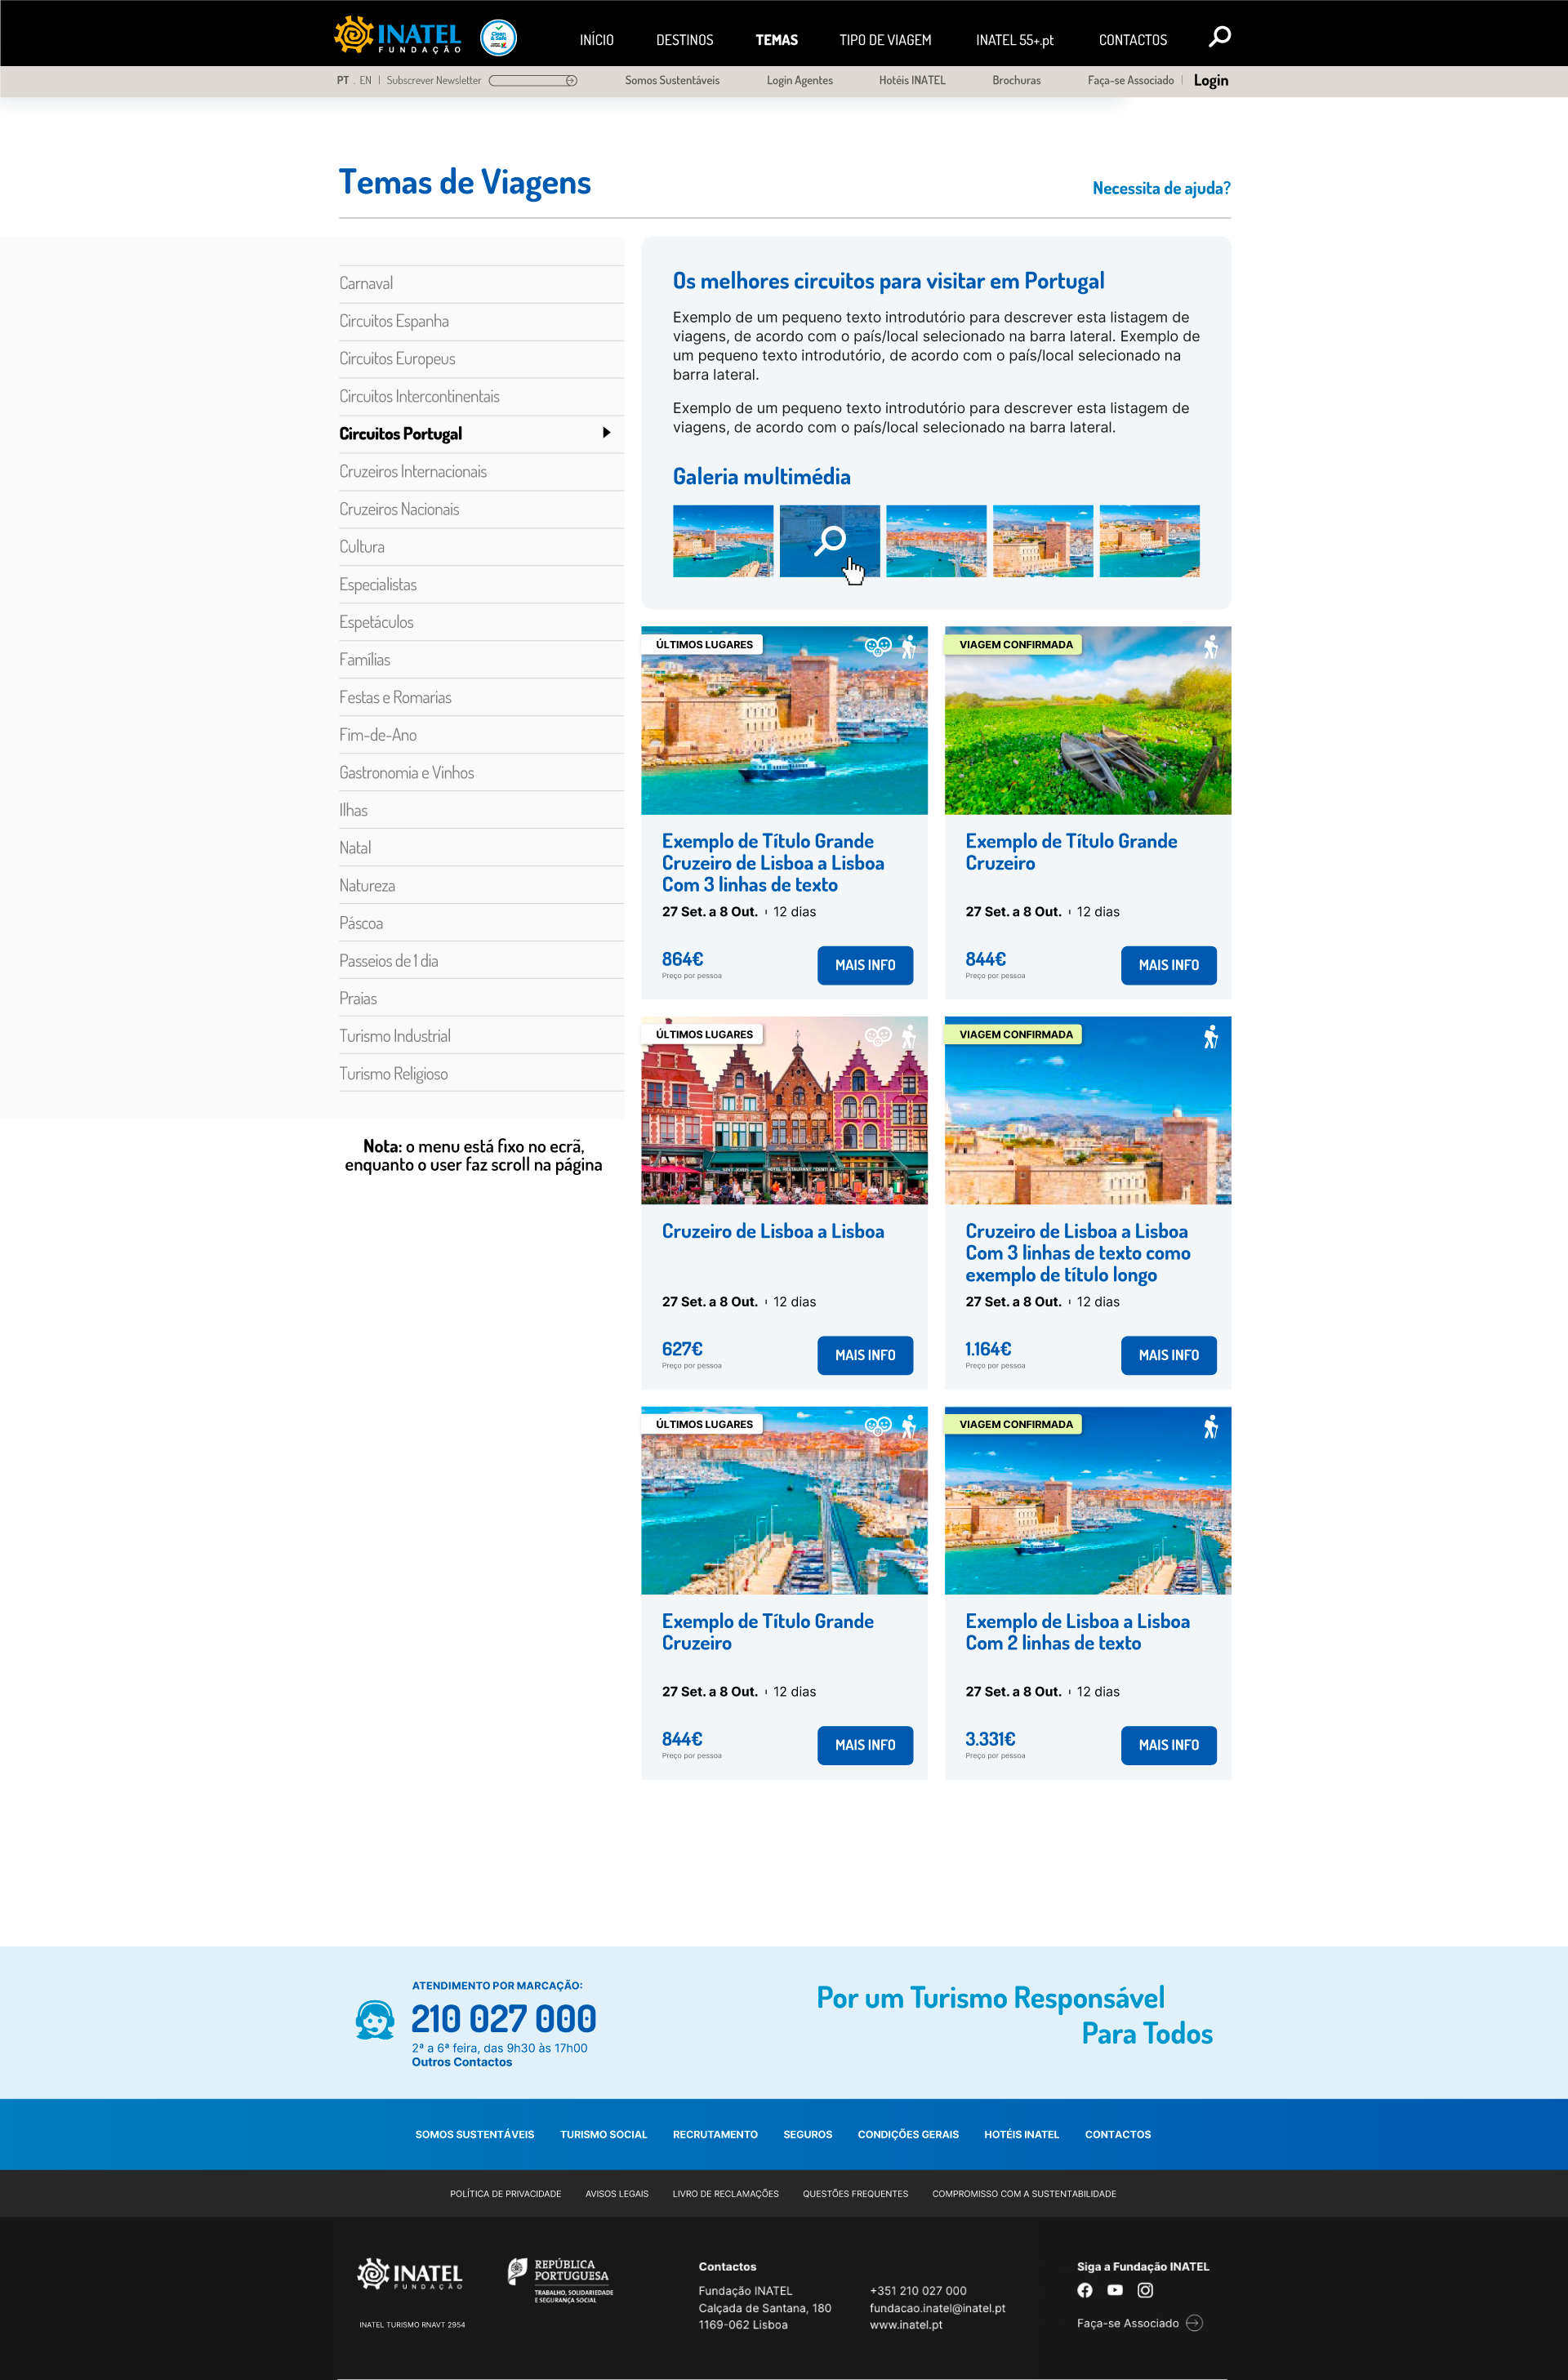 INATEL
FUNDAÇÃO
Clean & Safe
INÍCIO
DESTINOS
TEMAS
TIPO DE VIAGEM
INATEL 55+.pt
CONTACTOS
PT . EN | Subscrever Newsletter
Somos Sustentáveis
Login Agentes
Hotéis INATEL
Brochuras
Faça-se Associado |
Login
Temas de Viagens
Necessita de ajuda?
Carnaval
Circuitos Espanha
Circuitos Europeus
Circuitos Intercontinentais
Circuitos Portugal
Cruzeiros Internacionais
Cruzeiros Nacionais
Cultura
Especialistas
Espetáculos
Famílias
Festas e Romarias
Fim-de-Ano
Gastronomia e Vinhos
Ilhas
Natal
Natureza
Páscoa
Passeios de 1 dia
Praias
Turismo Industrial
Turismo Religioso
Nota: o menu está fixo no ecrã,
enquanto o user faz scroll na página
Os melhores circuitos para visitar em Portugal
Exemplo de um pequeno texto introdutório para descrever esta listagem de
viagens, de acordo com o país/local selecionado na barra lateral. Exemplo de
um pequeno texto introdutório, de acordo com o país/local selecionado na
barra lateral.
Exemplo de um pequeno texto introdutório para descrever esta listagem de
viagens, de acordo com o país/local selecionado na barra lateral.
Galeria multimédia
ÚLTIMOS LUGARES
Exemplo de Título Grande
Cruzeiro de Lisboa a Lisboa
Com 3 linhas de texto
27 Set. a 8 Out. | 12 dias
864€
Preço por pessoa
MAIS INFO
VIAGEM CONFIRMADA
Exemplo de Título Grande
Cruzeiro
27 Set. a 8 Out. | 12 dias
844€
Preço por pessoa
MAIS INFO
ÚLTIMOS LUGARES
Cruzeiro de Lisboa a Lisboa
27 Set. a 8 Out. | 12 dias
627€
Preço por pessoa
MAIS INFO
VIAGEM CONFIRMADA
Cruzeiro de Lisboa a Lisboa
Com 3 linhas de texto como
exemplo de título longo
27 Set. a 8 Out. | 12 dias
1.164€
Preço por pessoa
MAIS INFO
ÚLTIMOS LUGARES
Exemplo de Título Grande
Cruzeiro
27 Set. a 8 Out. | 12 dias
844€
Preço por pessoa
MAIS INFO
VIAGEM CONFIRMADA
Exemplo de Lisboa a Lisboa
Com 2 linhas de texto
27 Set. a 8 Out. | 12 dias
3.331€
Preço por pessoa
MAIS INFO
ATENDIMENTO POR MARCAÇÃO:
210 027 000
2ª a 6ª feira, das 9h30 às 17h00
Outros Contactos
Por um Turismo Responsável
Para Todos
SOMOS SUSTENTÁVEIS
TURISMO SOCIAL
RECRUTAMENTO
SEGUROS
CONDIÇÕES GERAIS
HOTÉIS INATEL
CONTACTOS
POLÍTICA DE PRIVACIDADE
AVISOS LEGAIS
LIVRO DE RECLAMAÇÕES
QUESTÕES FREQUENTES
COMPROMISSO COM A SUSTENTABILIDADE
INATEL
FUNDAÇÃO
INATEL TURISMO RNAVT 2954
REPÚBLICA
PORTUGUESA
TRABALHO, SOLIDARIEDADE
E SEGURANÇA SOCIAL
Contactos
Fundação INATEL
Calçada de Santana, 180
1169-062 Lisboa
+351 210 027 000
fundacao.inatel@inatel.pt
www.inatel.pt
Siga a Fundação INATEL
Faça-se Associado